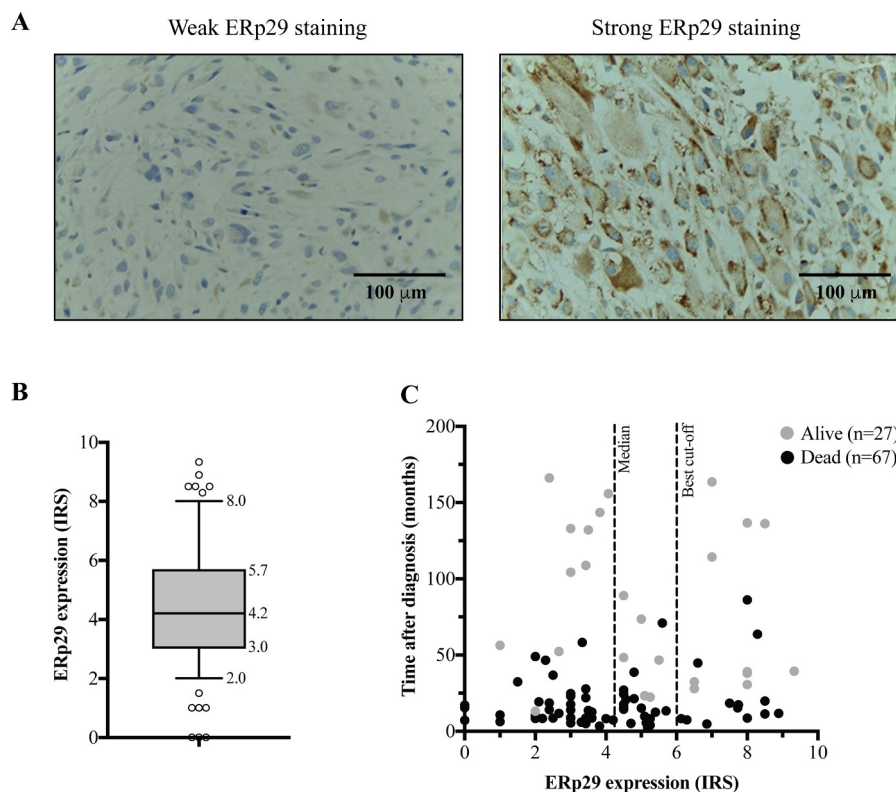 A
Weak ERp29 staining
Strong ERp29 staining
100 μm
100 μm
B
ERp29 expression (IRS)
10
8
6
4
2
0
8.0
5.7
4.2
3.0
2.0
C
Time after diagnosis (months)
200
150
100
50
0
Median
Best cut-off
Alive (n=27)
Dead (n=67)
0 2 4 6 8 10
ERp29 expression (IRS)